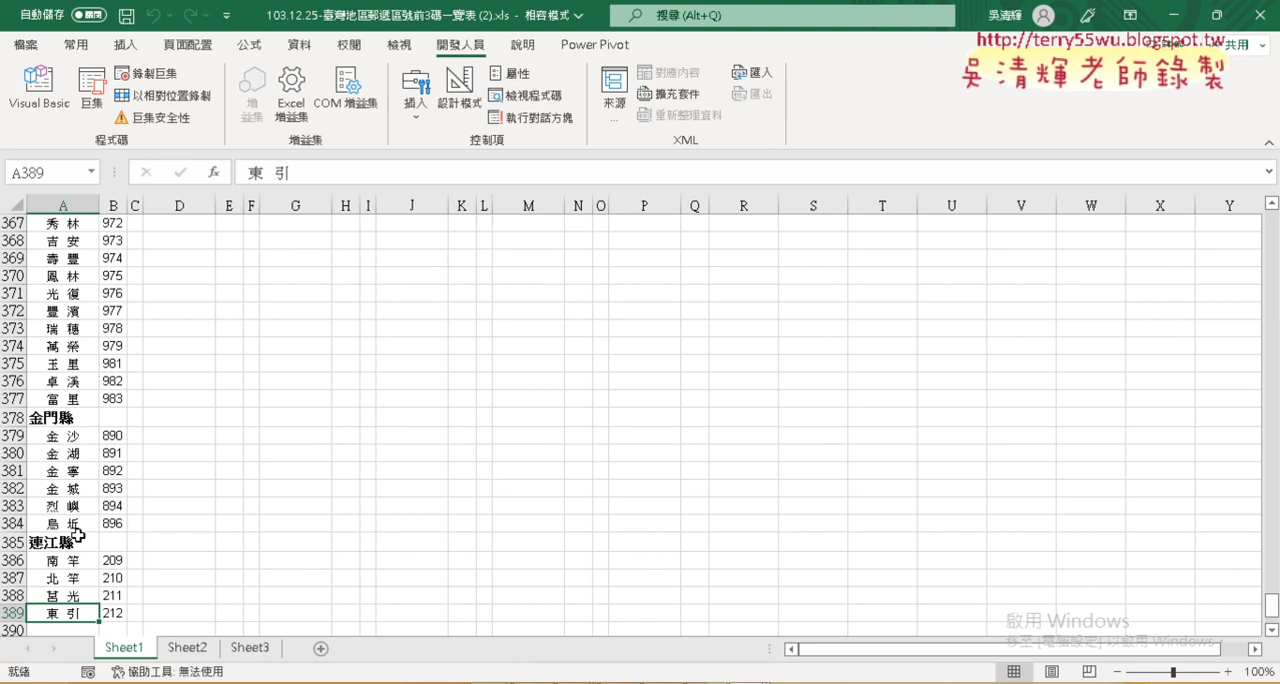 自動儲存 103.12.25-臺灣地區郵遞區號前3碼一覽表 (2).xls - 相容模式 搜尋 (Alt+Q) 吳清輝
檔案 常用 插入 頁面配置 公式 資料 校閱 檢視 開發人員 說明 Power Pivot 共用
http://terry55wu.blogspot.tw
吳清輝老師錄製
Visual Basic 巨集 錄製巨集 以相對位置錄製 巨集安全性 程式碼
增益集 Excel 增益集 COM 增益集 增益集
插入 設計模式 屬性 檢視程式碼 執行對話方塊 控制項
來源... 對應內容 擴充套件 重新整理資料 匯入 匯出 XML
A389 fx 東 引
A B C D E F G H I J K L M N O P Q R S T U V W X Y
367 秀 林 972
368 吉 安 973
369 壽 豐 974
370 鳳 林 975
371 光 復 976
372 豐 濱 977
373 瑞 穗 978
374 萬 榮 979
375 玉 里 981
376 卓 溪 982
377 富 里 983
378 金門縣
379 金 沙 890
380 金 湖 891
381 金 寧 892
382 金 城 893
383 烈 嶼 894
384 烏 坵 896
385 連江縣
386 南 竿 209
387 北 竿 210
388 莒 光 211
389 東 引 212
390
啟用 Windows
移至 [電腦設定] 以啟用 Windows。
Sheet1 Sheet2 Sheet3
就緒 協助工具: 無法使用 100%